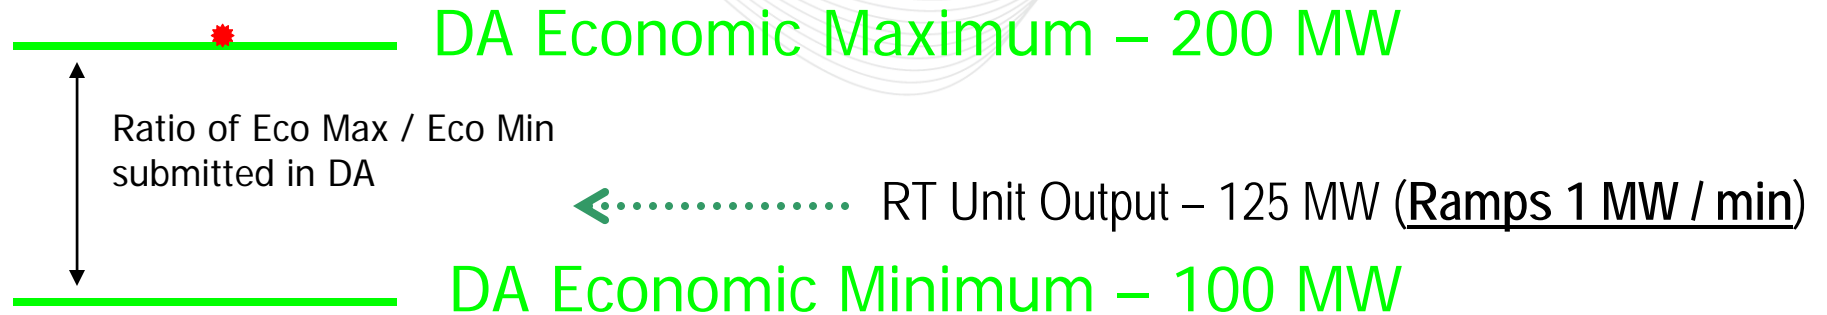 DA Economic Maximum – 200 MW
Ratio of Eco Max / Eco Min
submitted in DA
RT Unit Output – 125 MW (Ramps 1 MW / min)
DA Economic Minimum – 100 MW